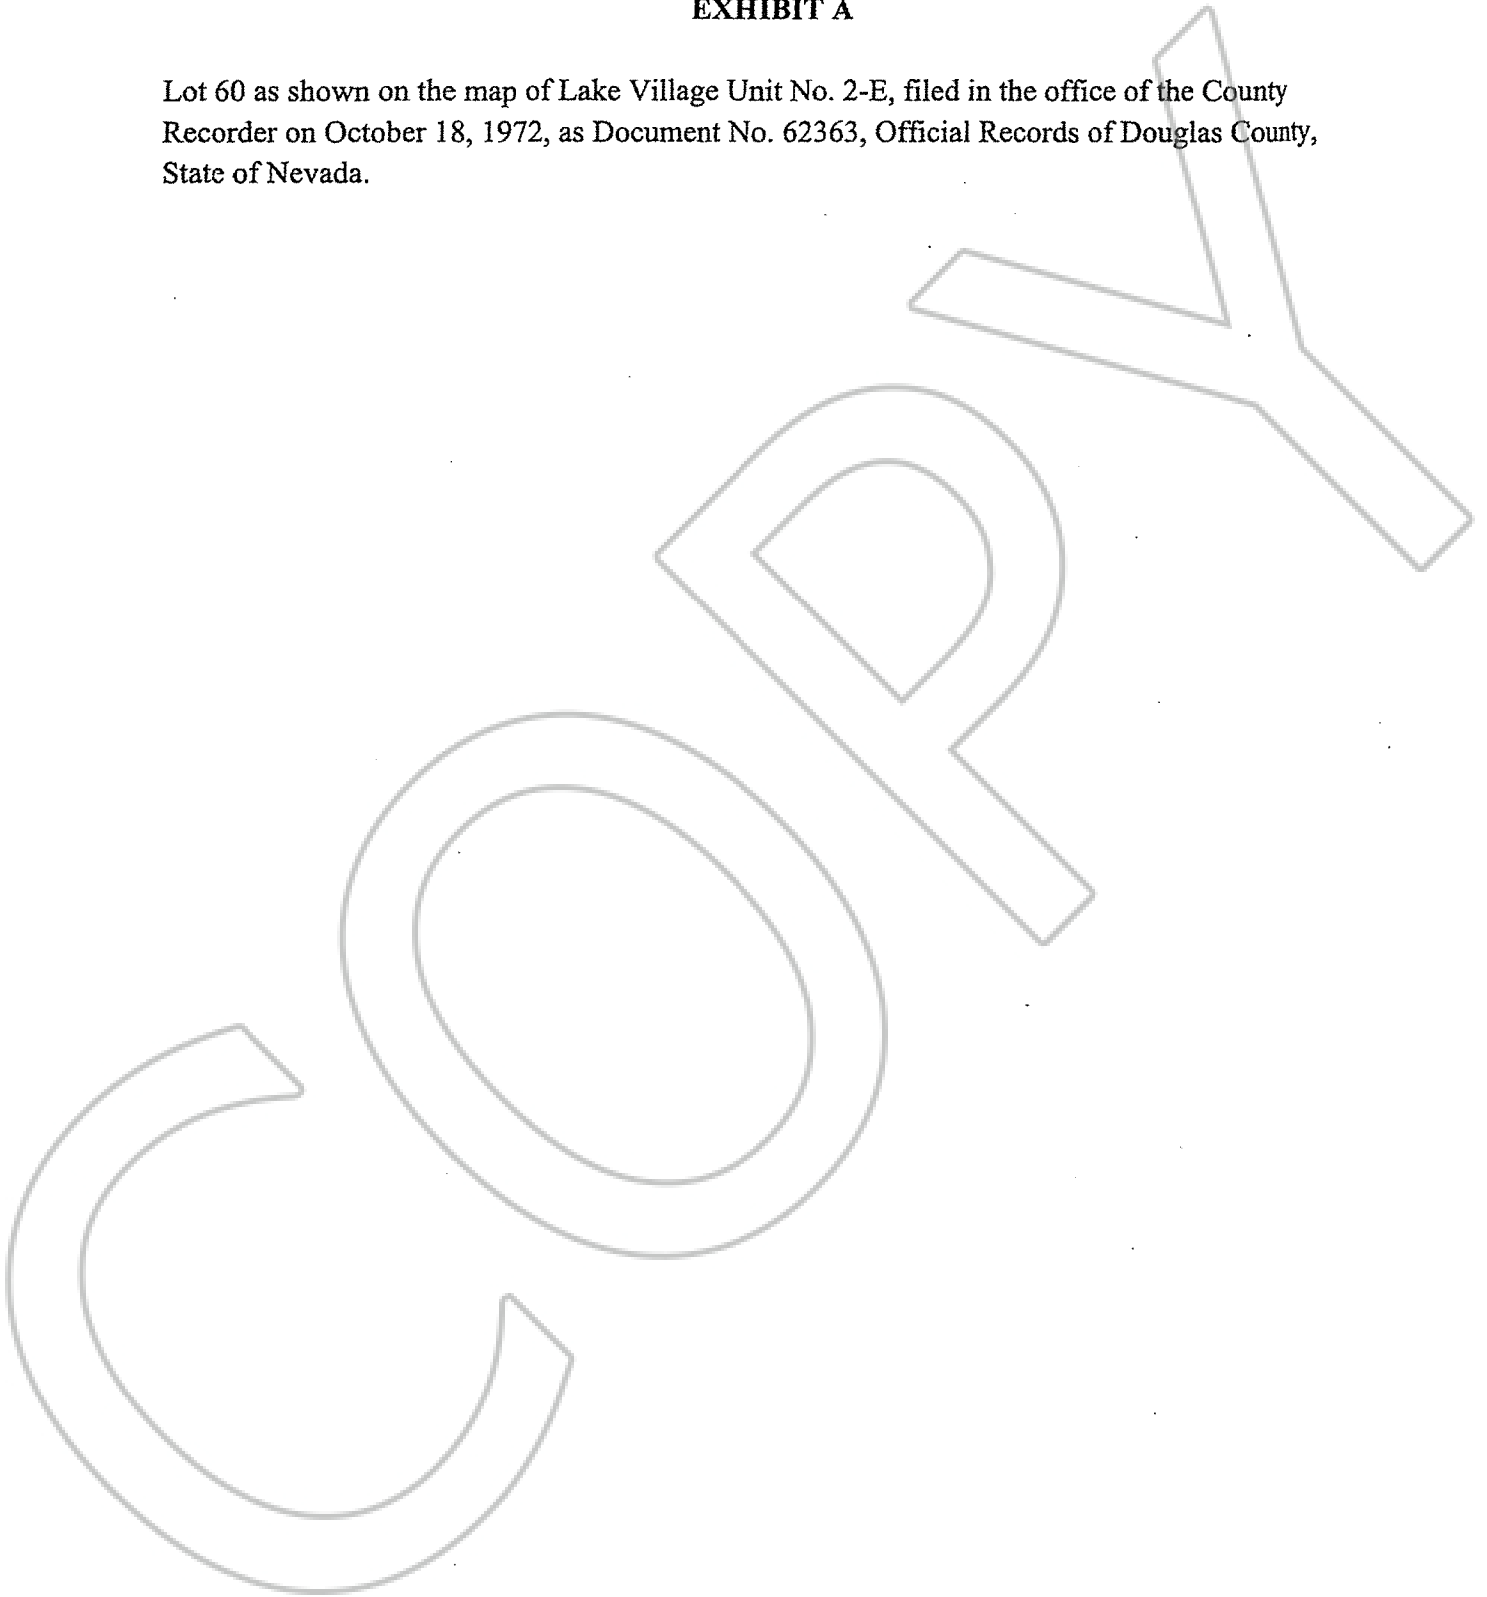 EXHIBIT A
Lot 60 as shown on the map of Lake Village Unit No. 2-E, filed in the office of the County
Recorder on October 18, 1972, as Document No. 62363, Official Records of Douglas County,
State of Nevada.
COPY